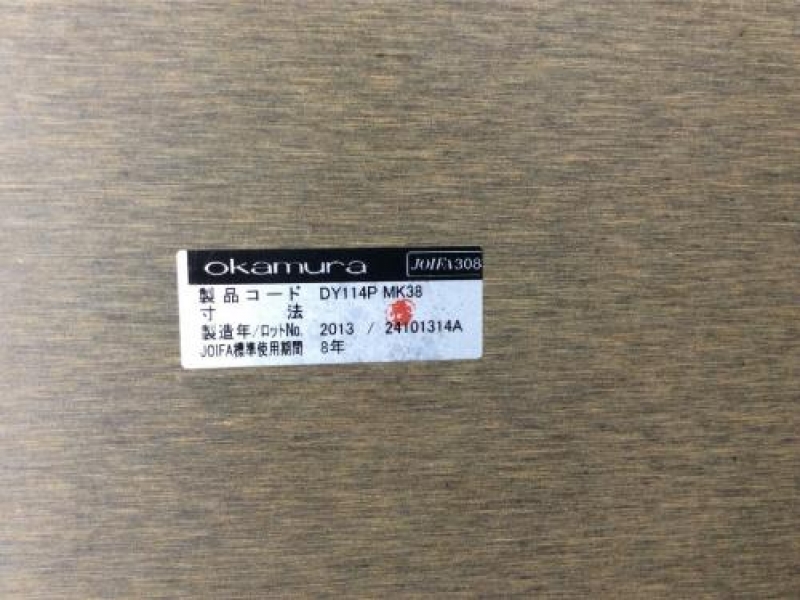 okamura JOIFA308
製品コード DY114P MK38
寸法
製造年/ロットNo. 2013 / 24101314A
JOIFA標準使用期間 8年